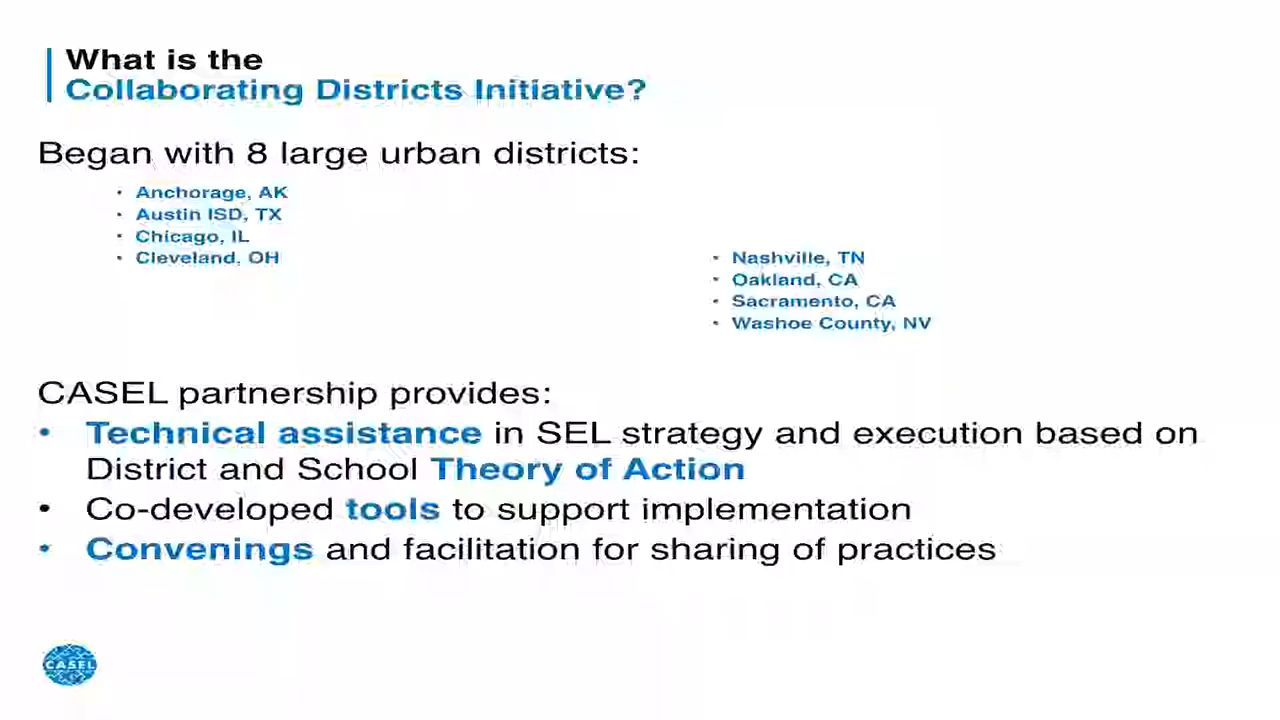 What is the
Collaborating Districts Initiative?
Began with 8 large urban districts:
• Anchorage, AK
• Austin ISD, TX
• Chicago, IL
• Cleveland, OH
• Nashville, TN
• Oakland, CA
• Sacramento, CA
• Washoe County, NV
CASEL partnership provides:
• Technical assistance in SEL strategy and execution based on
District and School Theory of Action
• Co-developed tools to support implementation
• Convenings and facilitation for sharing of practices
CASEL